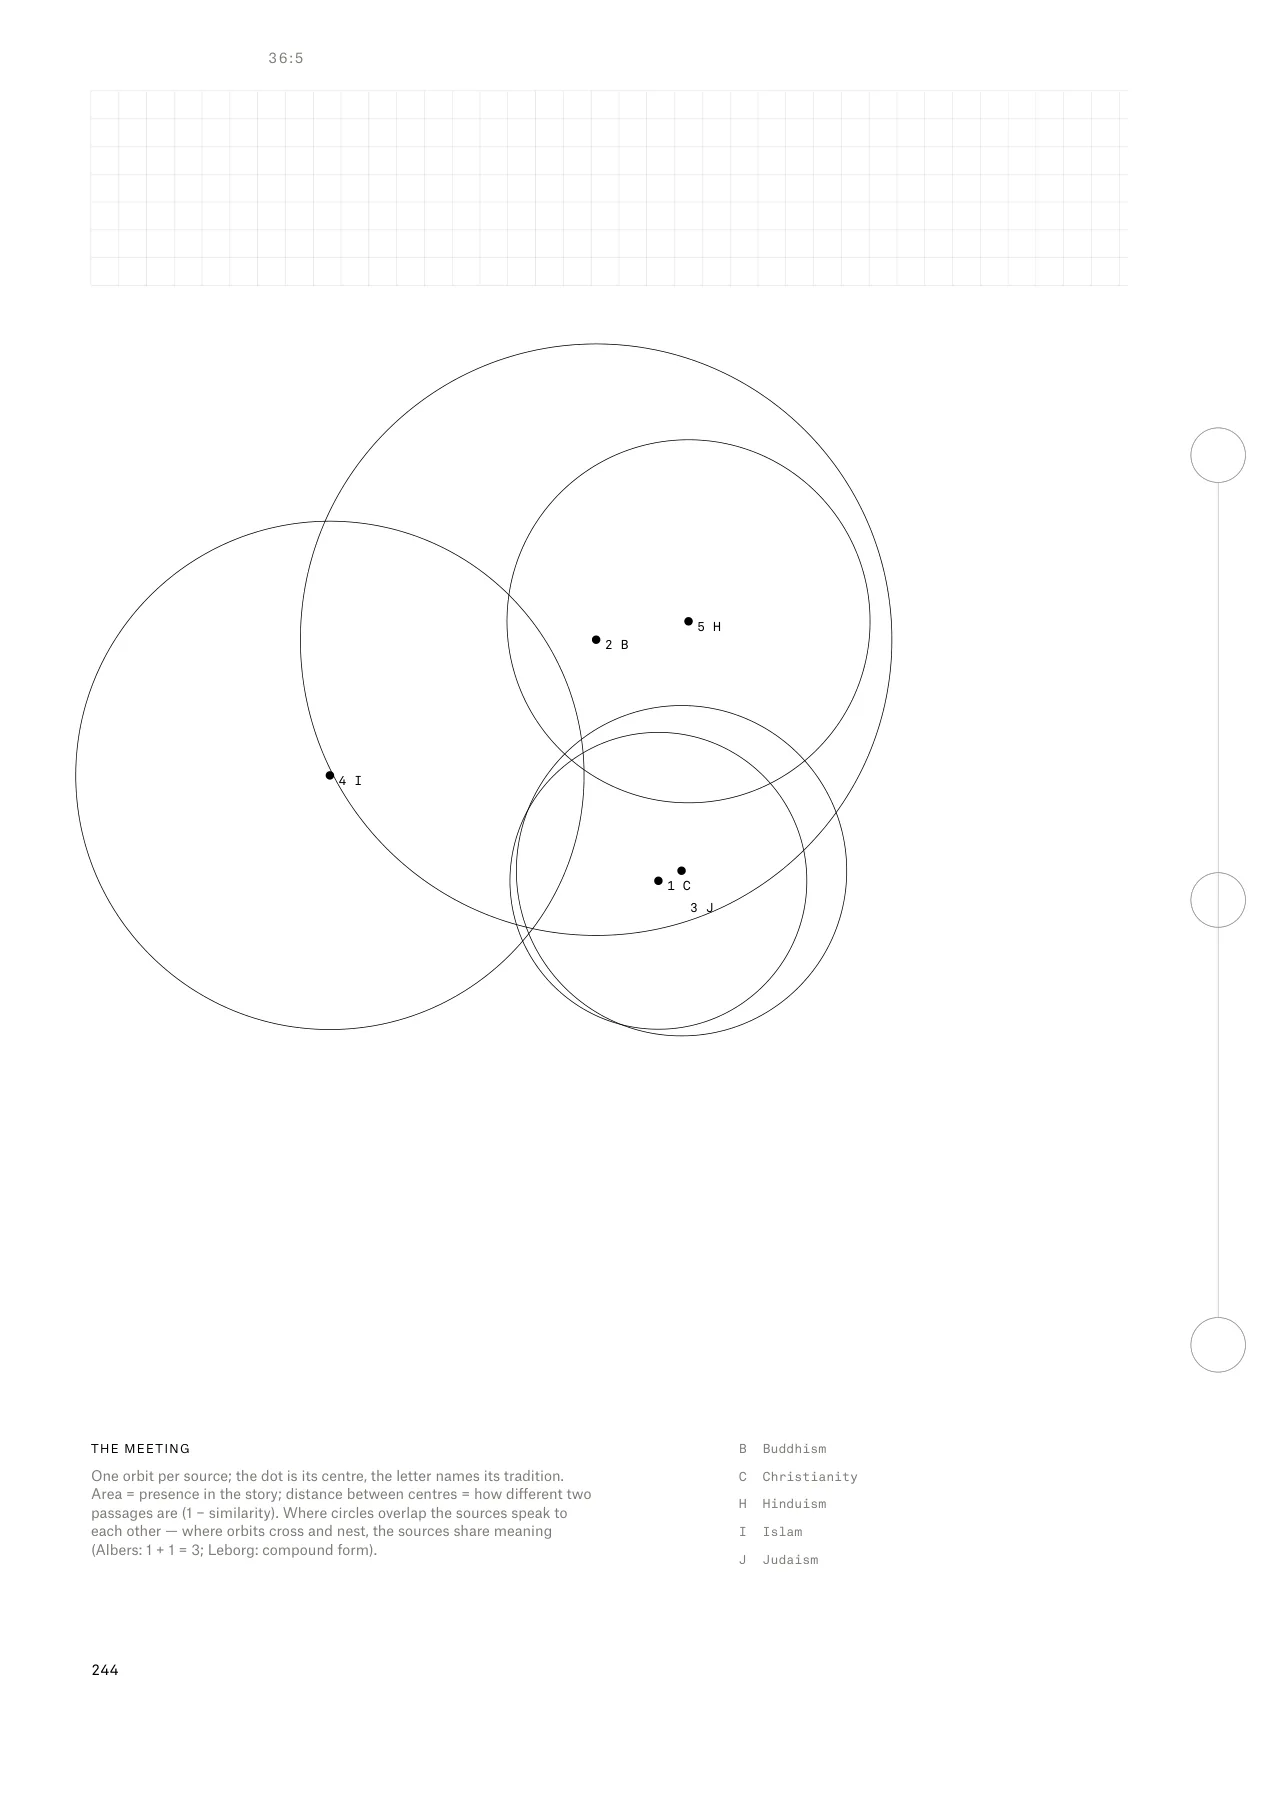 36:5
5 H
2 B
4 I
1 C
3 J
THE MEETING
One orbit per source; the dot is its centre, the letter names its tradition.
Area = presence in the story; distance between centres = how different two
passages are (1 − similarity). Where circles overlap the sources speak to
each other — where orbits cross and nest, the sources share meaning
(Albers: 1 + 1 = 3; Leborg: compound form).
B Buddhism
C Christianity
H Hinduism
I Islam
J Judaism
244